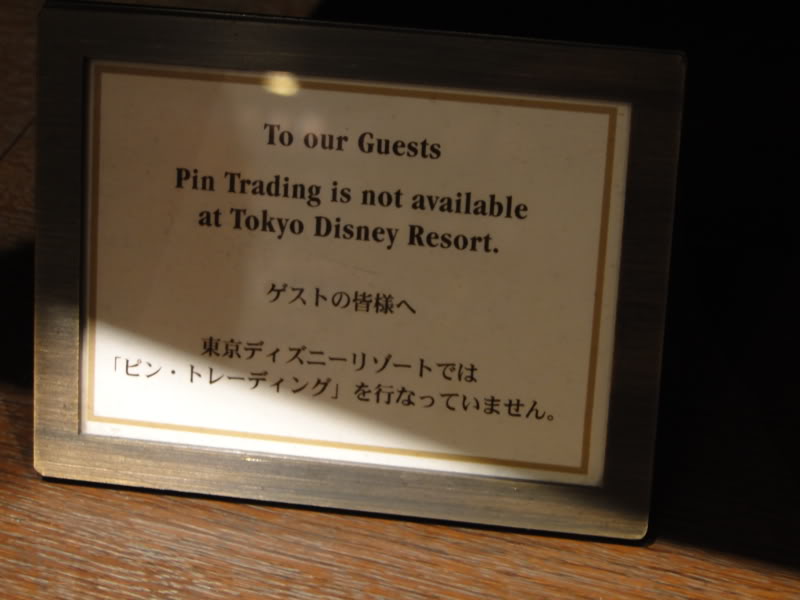 To our Guests
Pin Trading is not available
at Tokyo Disney Resort.
ゲストの皆様へ
東京ディズニーリゾートでは
「ピン・トレーディング」を行なっていません。